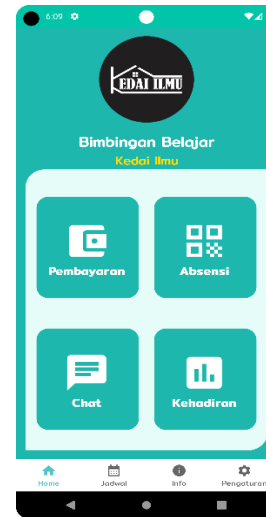 6:09
KEDAI ILMU
Bimbingan Belajar
Kedai Ilmu
Pembayaran
Absensi
Chat
Kehadiran
Home
Jadwal
Info
Pengaturan